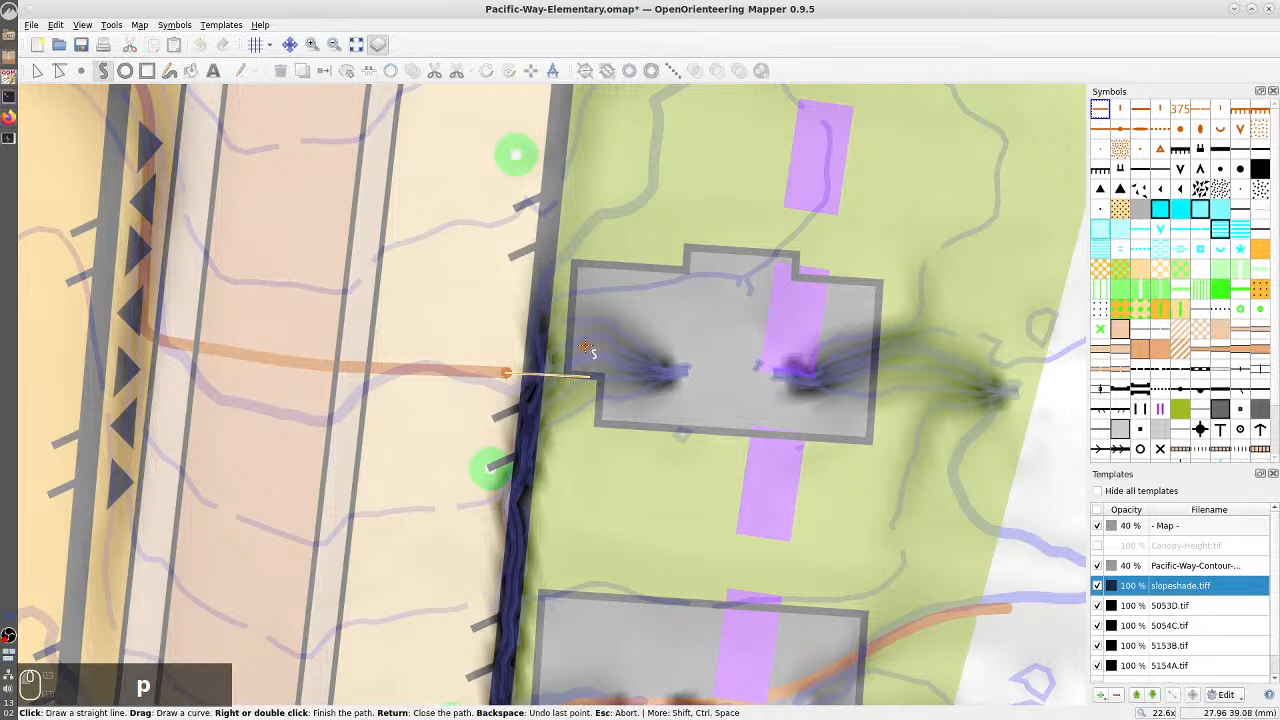 Pacific-Way-Elementary.omap* — OpenOrienteering Mapper 0.9.5
File Edit View Tools Map Symbols Templates Help
Symbols
375
S
Templates
Hide all templates
Opacity Filename
40 % - Map -
100 % Canopy-Height.tif
40 % Pacific-Way-Contour-...
100 % slopeshade.tiff
100 % 5053D.tif
100 % 5054C.tif
100 % 5153B.tif
100 % 5154A.tif
Edit
p
13
02
Click: Draw a straight line. Drag: Draw a curve. Right or double click: Finish the path. Return: Close the path. Backspace: Undo last point. Esc: Abort. | More: Shift, Ctrl, Space
22.6x 27.96 39.08 (mm)